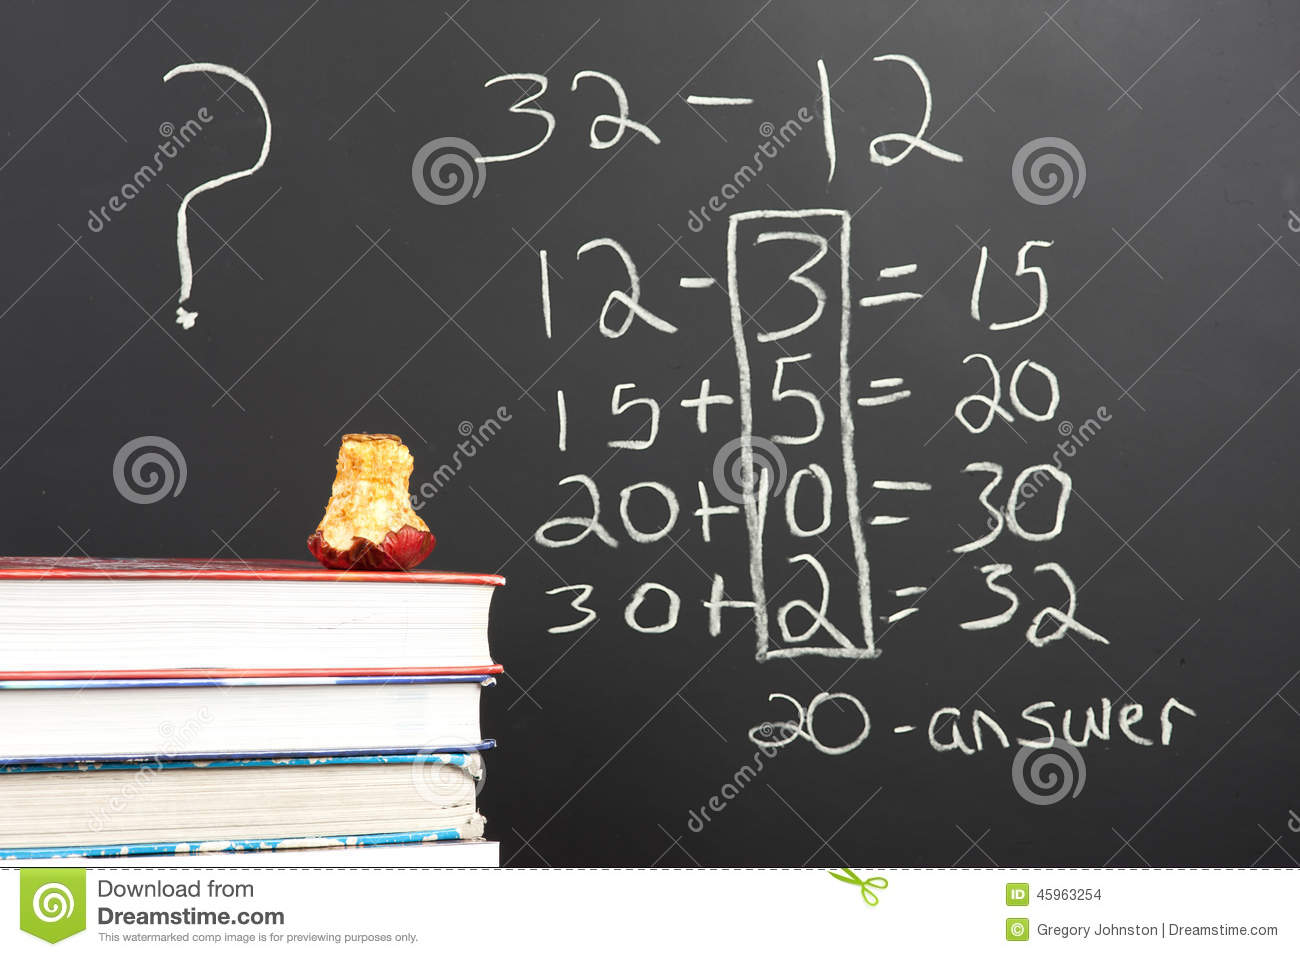 ?
32 - 12
12 - 3 = 15
15 + 5 = 20
20 + 10 = 30
30 + 2 = 32
20 - answer
dreamstime
Download from
Dreamstime.com
This watermarked comp image is for previewing purposes only.
ID 45963254
© Gregory Johnston | Dreamstime.com